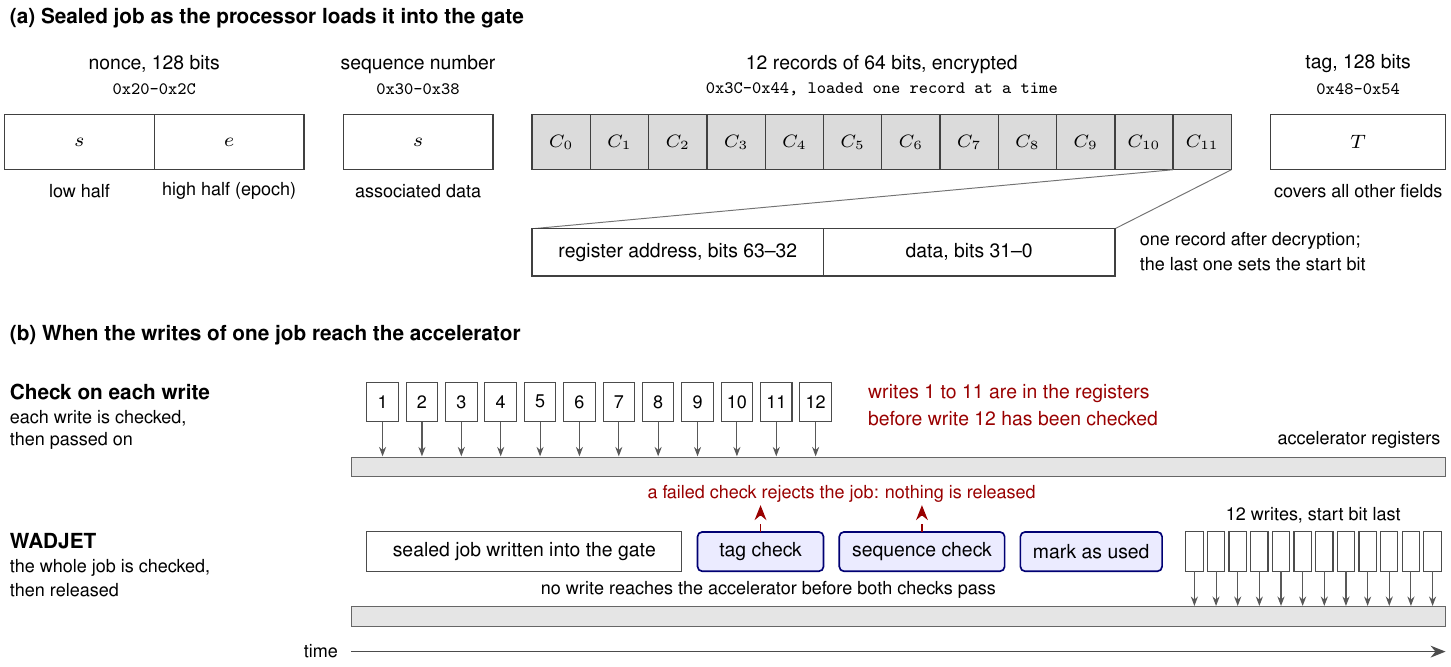 (a) Sealed job as the processor loads it into the gate
nonce, 128 bits
0x20-0x2C
sequence number
0x30-0x38
12 records of 64 bits, encrypted
0x3C-0x44, loaded one record at a time
tag, 128 bits
0x48-0x54
s e s C0 C1 C2 C3 C4 C5 C6 C7 C8 C9 C10 C11 T
low half
high half (epoch)
associated data
covers all other fields
register address, bits 63–32
data, bits 31–0
one record after decryption;
the last one sets the start bit
(b) When the writes of one job reach the accelerator
Check on each write
each write is checked,
then passed on
1 2 3 4 5 6 7 8 9 10 11 12
writes 1 to 11 are in the registers
before write 12 has been checked
accelerator registers
a failed check rejects the job: nothing is released
WADJET
the whole job is checked,
then released
sealed job written into the gate
tag check
sequence check
mark as used
12 writes, start bit last
no write reaches the accelerator before both checks pass
time